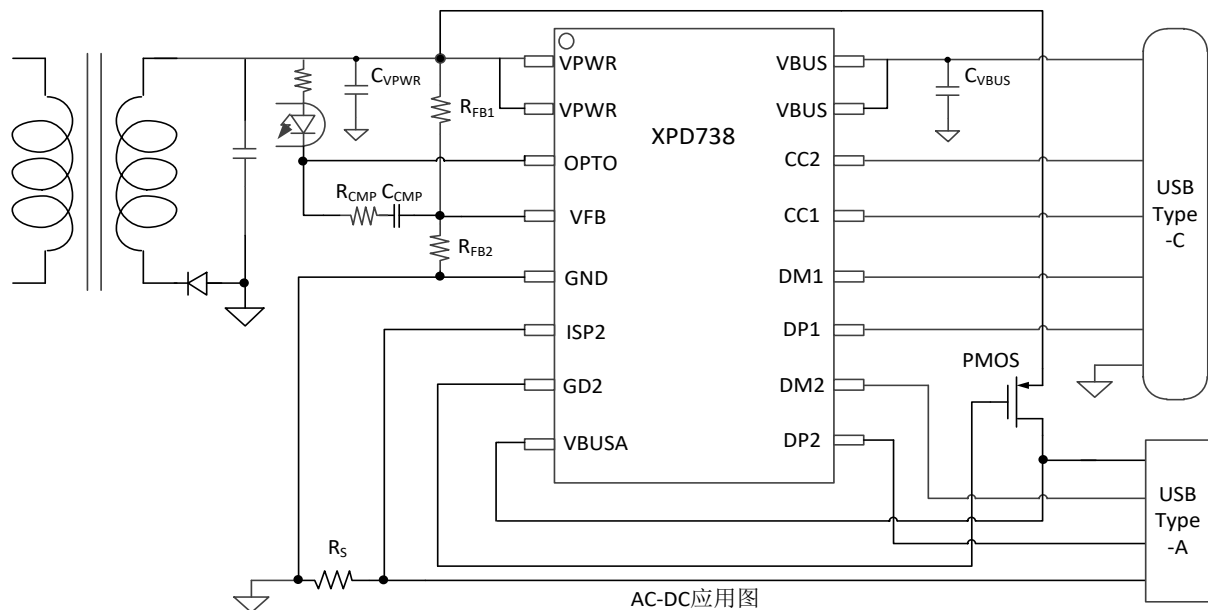 VPWR
VPWR
OPTO
VFB
GND
ISP2
GD2
VBUSA
XPD738
VBUS
VBUS
CC2
CC1
DM1
DP1
DM2
DP2
CVPWR
RFB1
RCMP
CCMP
RFB2
RS
CVBUS
PMOS
USB
Type
-C
USB
Type
-A
AC-DC应用图